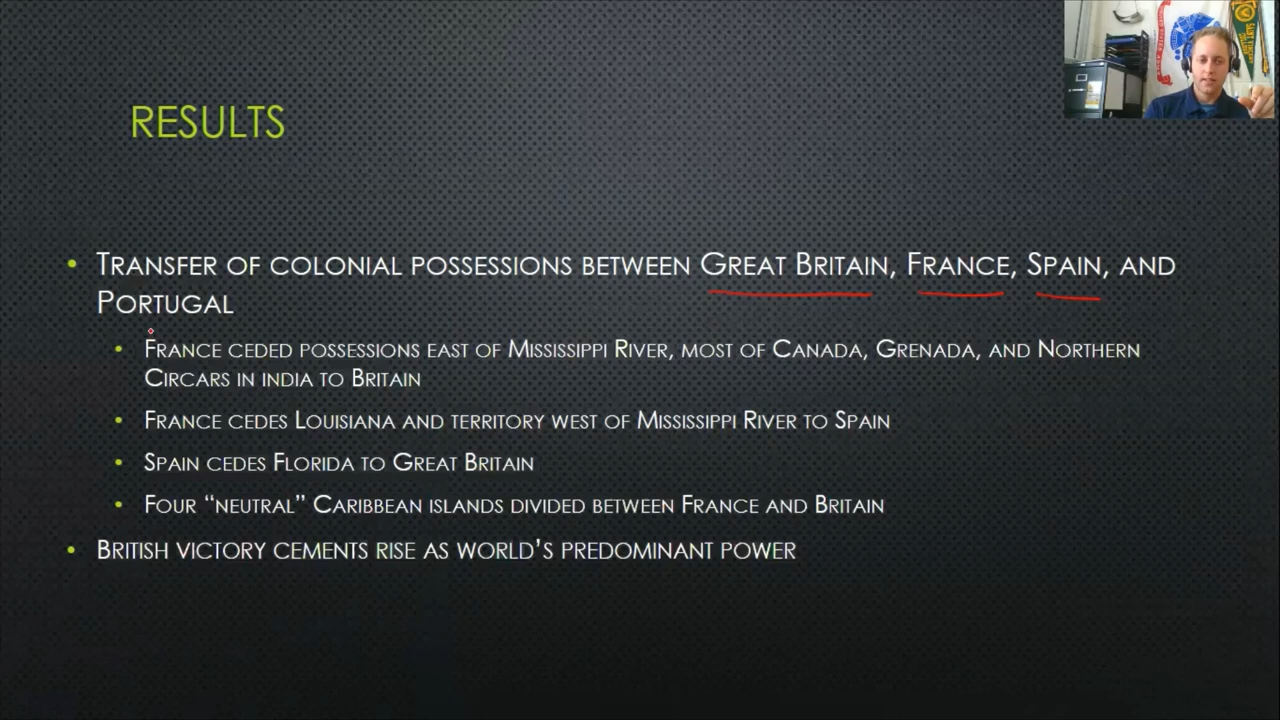 RESULTS
TRANSFER OF COLONIAL POSSESSIONS BETWEEN GREAT BRITAIN, FRANCE, SPAIN, AND
PORTUGAL
FRANCE CEDED POSSESSIONS EAST OF MISSISSIPPI RIVER, MOST OF CANADA, GRENADA, AND NORTHERN
CIRCARS IN INDIA TO BRITAIN
FRANCE CEDES LOUISIANA AND TERRITORY WEST OF MISSISSIPPI RIVER TO SPAIN
SPAIN CEDES FLORIDA TO GREAT BRITAIN
FOUR “NEUTRAL” CARIBBEAN ISLANDS DIVIDED BETWEEN FRANCE AND BRITAIN
BRITISH VICTORY CEMENTS RISE AS WORLD’S PREDOMINANT POWER